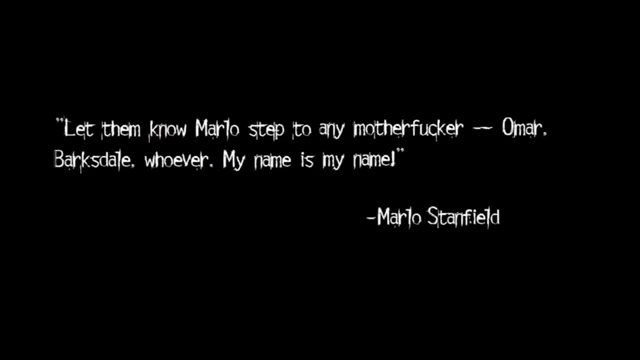 "Let them know Marlo step to any motherfucker — Omar,
Barksdale, whoever. My name is my name!"
-Marlo Stanfield